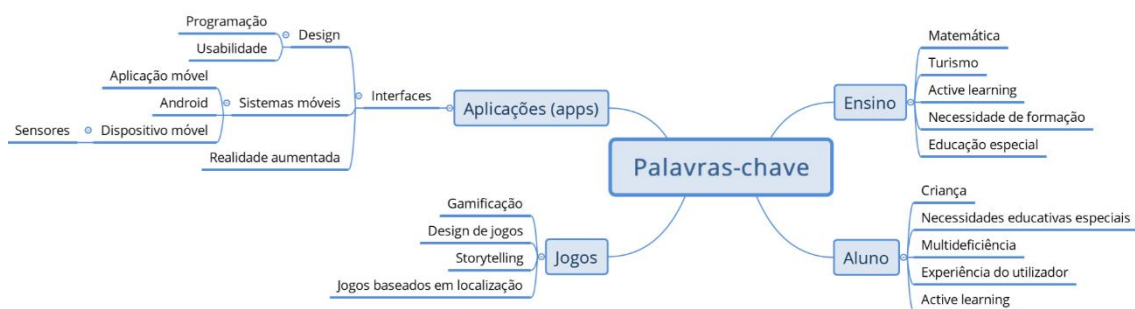 Palavras-chave
Aplicações (apps)
Interfaces
Design
Programação
Usabilidade
Sistemas móveis
Aplicação móvel
Android
Dispositivo móvel
Sensores
Realidade aumentada
Jogos
Gamificação
Design de jogos
Storytelling
Jogos baseados em localização
Ensino
Matemática
Turismo
Active learning
Necessidade de formação
Educação especial
Aluno
Criança
Necessidades educativas especiais
Multideficiência
Experiência do utilizador
Active learning